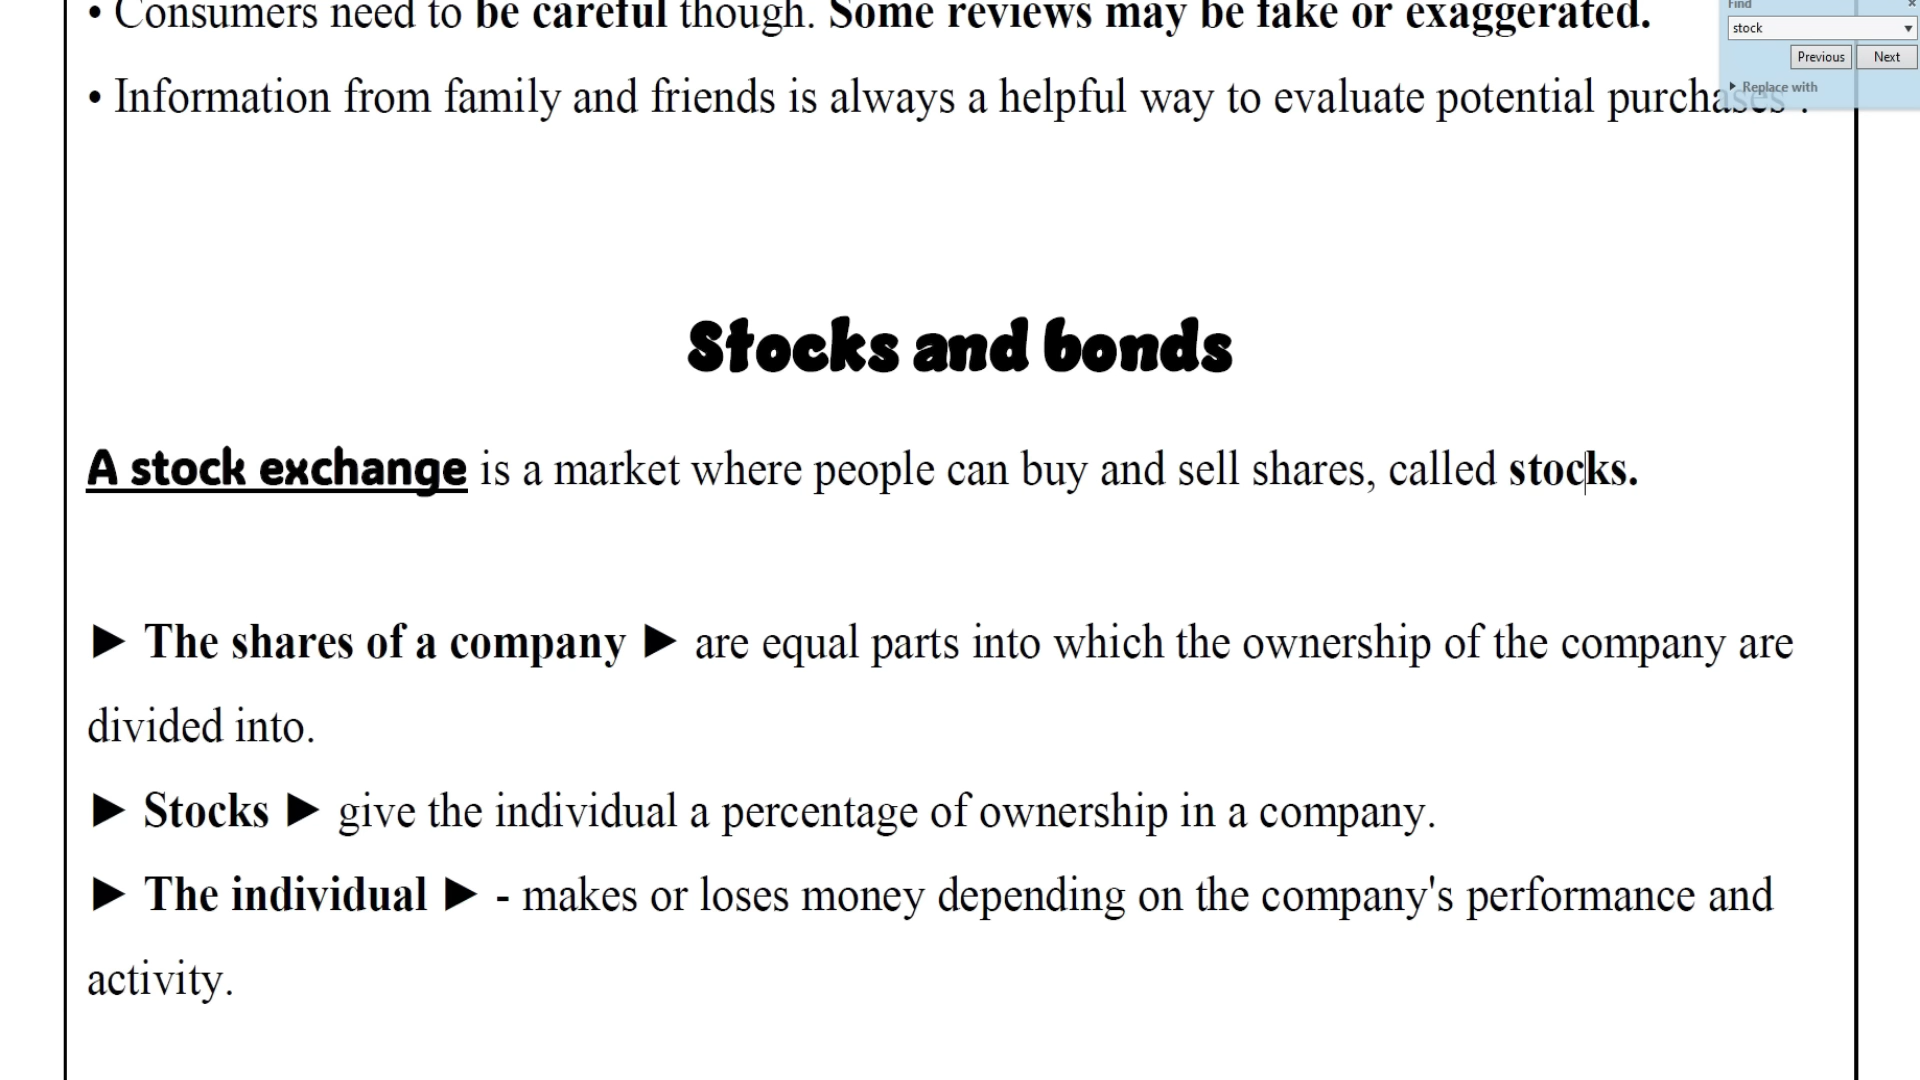 • Consumers need to be careful though. Some reviews may be fake or exaggerated.
Find
stock
Previous Next
Replace with
• Information from family and friends is always a helpful way to evaluate potential purchases .
Stocks and bonds
A stock exchange is a market where people can buy and sell shares, called stocks.
► The shares of a company ► are equal parts into which the ownership of the company are
divided into.
► Stocks ► give the individual a percentage of ownership in a company.
► The individual ► - makes or loses money depending on the company's performance and
activity.